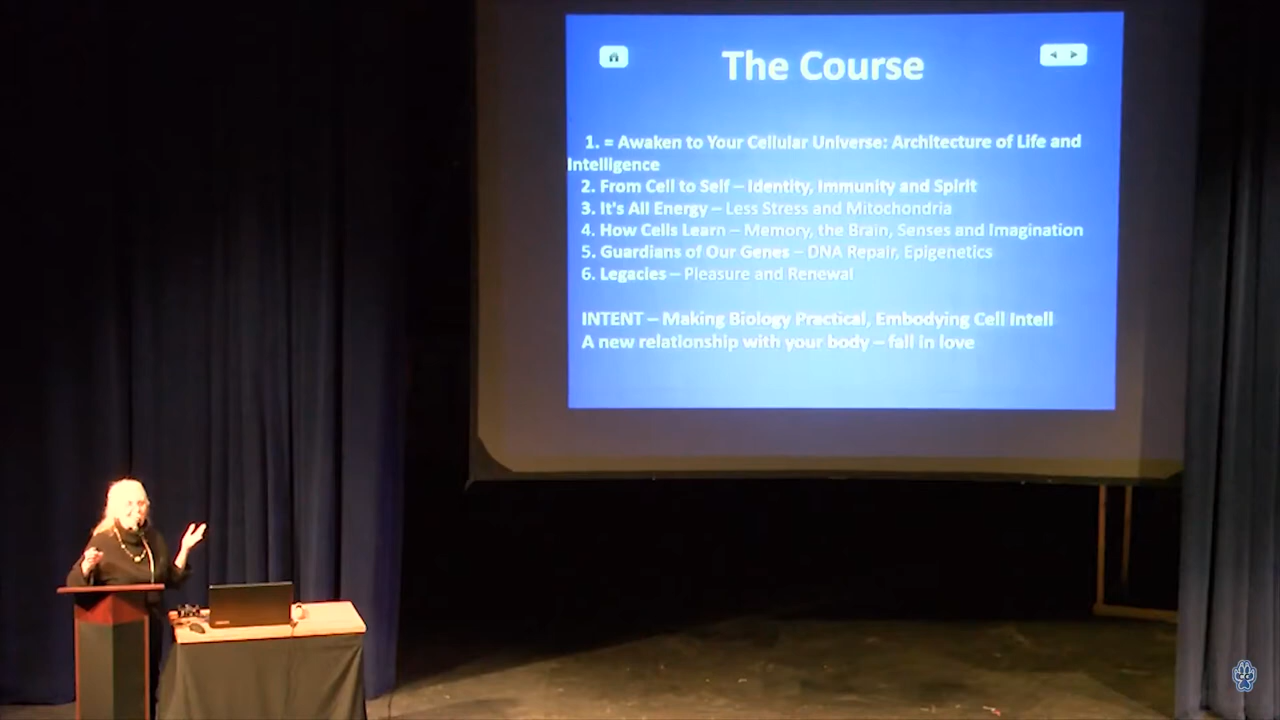 The Course
1. = Awaken to Your Cellular Universe: Architecture of Life and
Intelligence
2. From Cell to Self – Identity, Immunity and Spirit
3. It's All Energy – Less Stress and Mitochondria
4. How Cells Learn – Memory, the Brain, Senses and Imagination
5. Guardians of Our Genes – DNA Repair, Epigenetics
6. Legacies – Pleasure and Renewal
INTENT – Making Biology Practical, Embodying Cell Intell
A new relationship with your body – fall in love